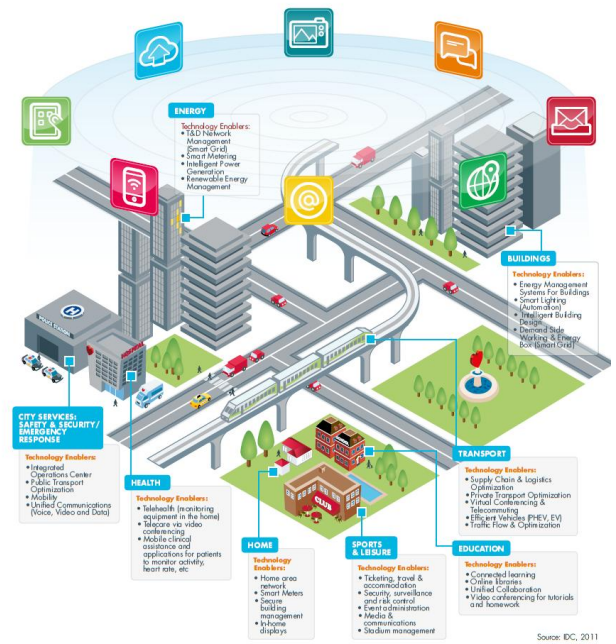 ENERGY
Technology Enablers:
• T&D Network
Management
(Smart Grid)
• Smart Metering
• Intelligent Power
Generation
• Renewable Energy
Management
@
BUILDINGS
Technology Enablers:
• Energy Management
Systems For Buildings
• Smart Lighting
(Automation)
• Intelligent Building
Design
• Demand Side
Working & Energy
Box (Smart Grid)
H
POLICE STATION
HOSPITAL
CITY SERVICES:
SAFETY & SECURITY/
EMERGENCY
RESPONSE
Technology Enablers:
• Integrated
Operations Center
• Public Transport
Optimization
• Mobility
• Unified Communications
(Voice, Video and Data)
HEALTH
Technology Enablers:
• Telehealth (monitoring
equipment in the home)
• Telecare via video
conferencing
• Mobile clinical
assistance and
applications for patients
to monitor activity,
heart rate, etc
CLUB
HOME
Technology
Enablers:
• Home area
network
• Smart Meters
• Secure
building
management
• In-home
displays
SPORTS
& LEISURE
Technology Enablers:
• Ticketing, travel &
accommodation
• Security, surveillance
and risk control
• Event administration
• Media &
communications
• Stadium management
TRANSPORT
Technology Enablers:
• Supply Chain & Logistics
Optimization
• Private Transport Optimization
• Virtual Conferencing &
Telecommuting
• Efficient Vehicles (PHEV, EV)
• Traffic Flow & Optimization
EDUCATION
Technology Enablers:
• Connected learning
• Online libraries
• Unified Collaboration
• Video conferencing for tutorials
and homework
Source: IDC, 2011